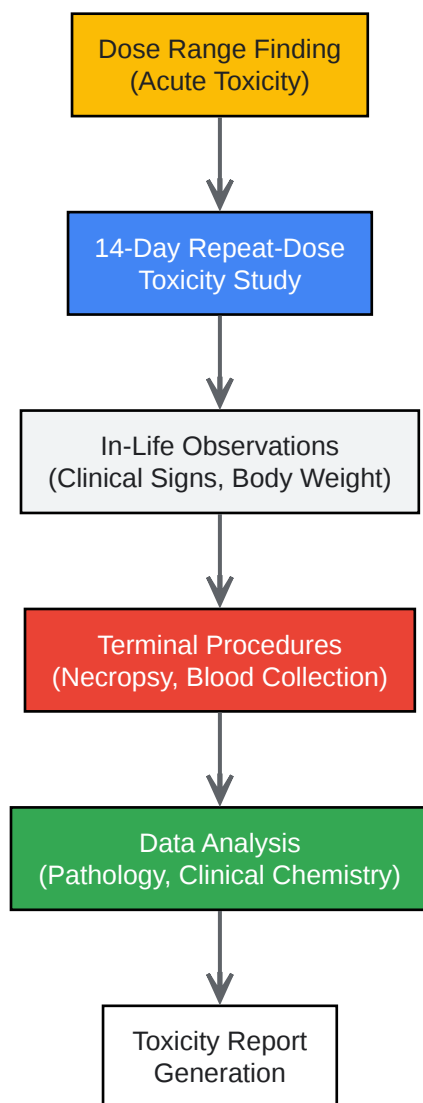 Dose Range Finding
(Acute Toxicity)
14-Day Repeat-Dose
Toxicity Study
In-Life Observations
(Clinical Signs, Body Weight)
Terminal Procedures
(Necropsy, Blood Collection)
Data Analysis
(Pathology, Clinical Chemistry)
Toxicity Report
Generation